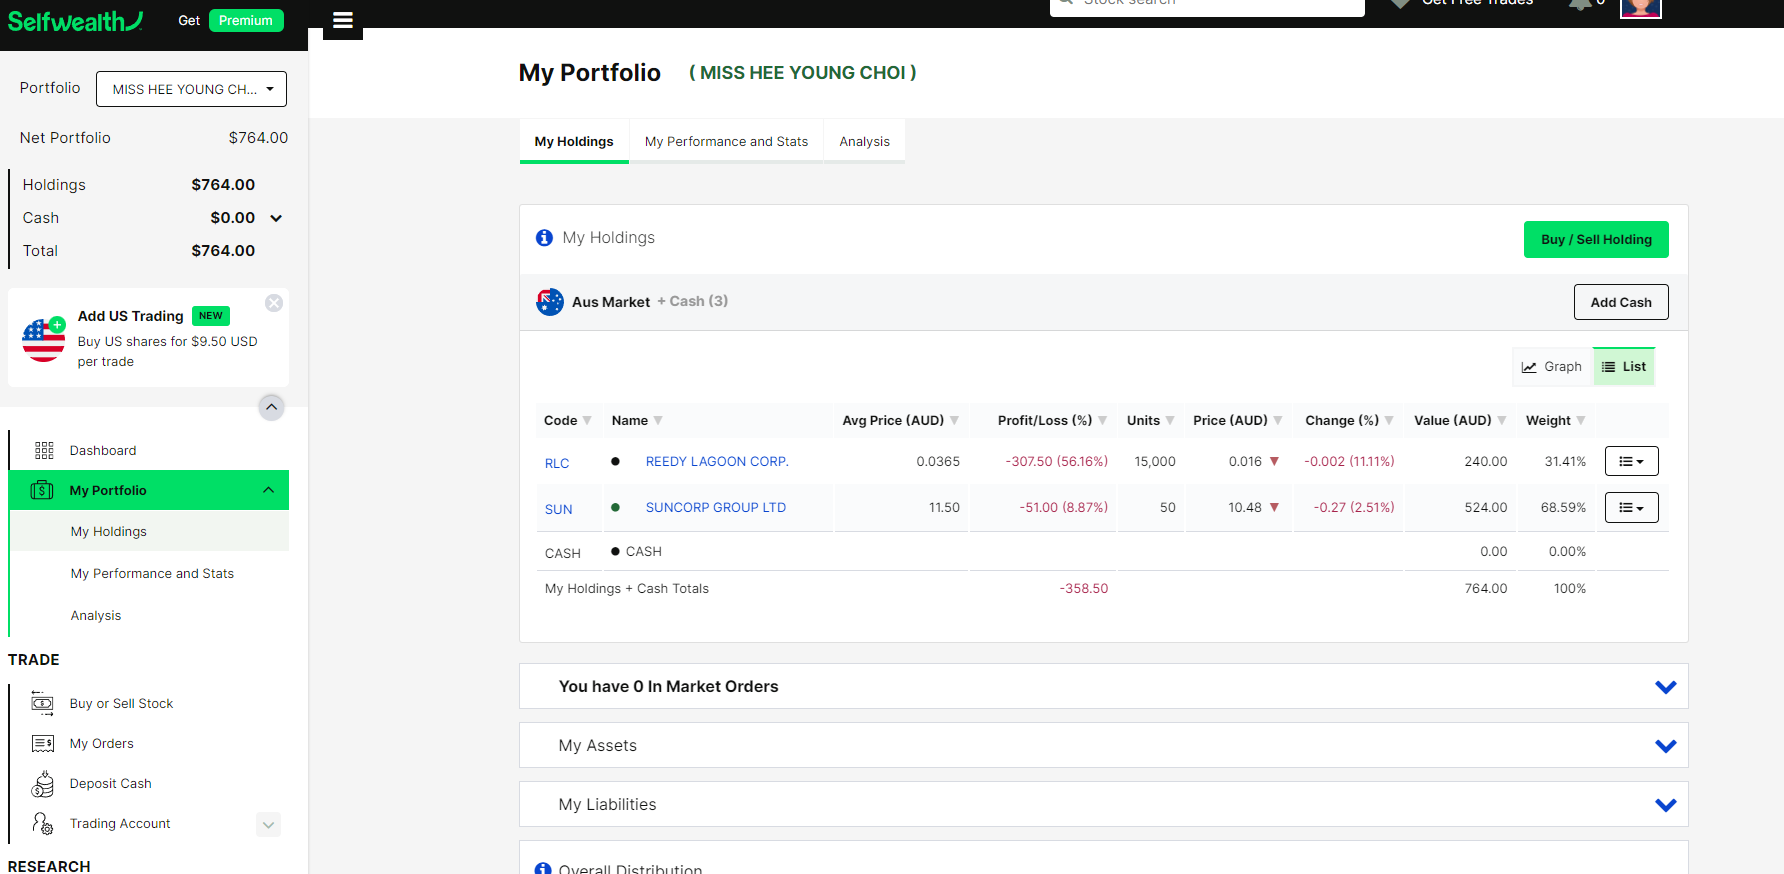 Selfwealth
Get Premium
Stock search
Get Free Trades
0
Portfolio
MISS HEE YOUNG CH...
Net Portfolio $764.00
Holdings $764.00
Cash $0.00
Total $764.00
Add US Trading NEW
Buy US shares for $9.50 USD
per trade
Dashboard
My Portfolio
My Holdings
My Performance and Stats
Analysis
TRADE
Buy or Sell Stock
My Orders
Deposit Cash
Trading Account
RESEARCH
My Portfolio ( MISS HEE YOUNG CHOI )
My Holdings My Performance and Stats Analysis
My Holdings
Buy / Sell Holding
Aus Market + Cash (3)
Add Cash
Graph List
Code Name Avg Price (AUD) Profit/Loss (%) Units Price (AUD) Change (%) Value (AUD) Weight
RLC REEDY LAGOON CORP. 0.0365 -307.50 (56.16%) 15,000 0.016 -0.002 (11.11%) 240.00 31.41%
SUN SUNCORP GROUP LTD 11.50 -51.00 (8.87%) 50 10.48 -0.27 (2.51%) 524.00 68.59%
CASH CASH 0.00 0.00%
My Holdings + Cash Totals -358.50 764.00 100%
You have 0 In Market Orders
My Assets
My Liabilities
Overall Distribution